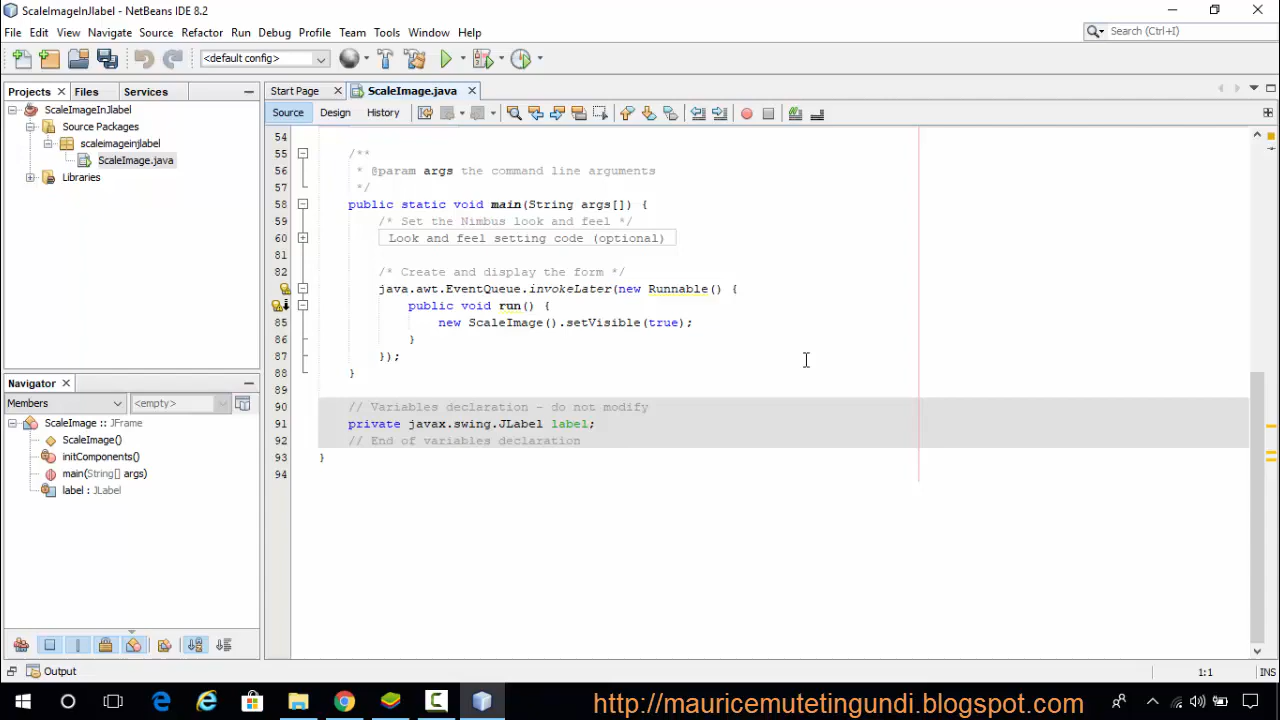 ScaleImageInJlabel - NetBeans IDE 8.2
File Edit View Navigate Source Refactor Run Debug Profile Team Tools Window Help
Search (Ctrl+I)
<default config>
Projects Files Services
Start Page ScaleImage.java
ScaleImageInJlabel
Source Packages
scaleimageinjlabel
ScaleImage.java
Libraries
Source Design History
54
55 /**
56 * @param args the command line arguments
57 */
58 public static void main(String args[]) {
59 /* Set the Nimbus look and feel */
60 Look and feel setting code (optional)
81
82 /* Create and display the form */
java.awt.EventQueue.invokeLater(new Runnable() {
public void run() {
85 new ScaleImage().setVisible(true);
86 }
87 });
88 }
89
90 // Variables declaration - do not modify
91 private javax.swing.JLabel label;
92 // End of variables declaration
93 }
94
Navigator
Members <empty>
ScaleImage :: JFrame
ScaleImage()
initComponents()
main(String[] args)
label : JLabel
Output
1:1 INS
http://mauricemutetingundi.blogspot.com